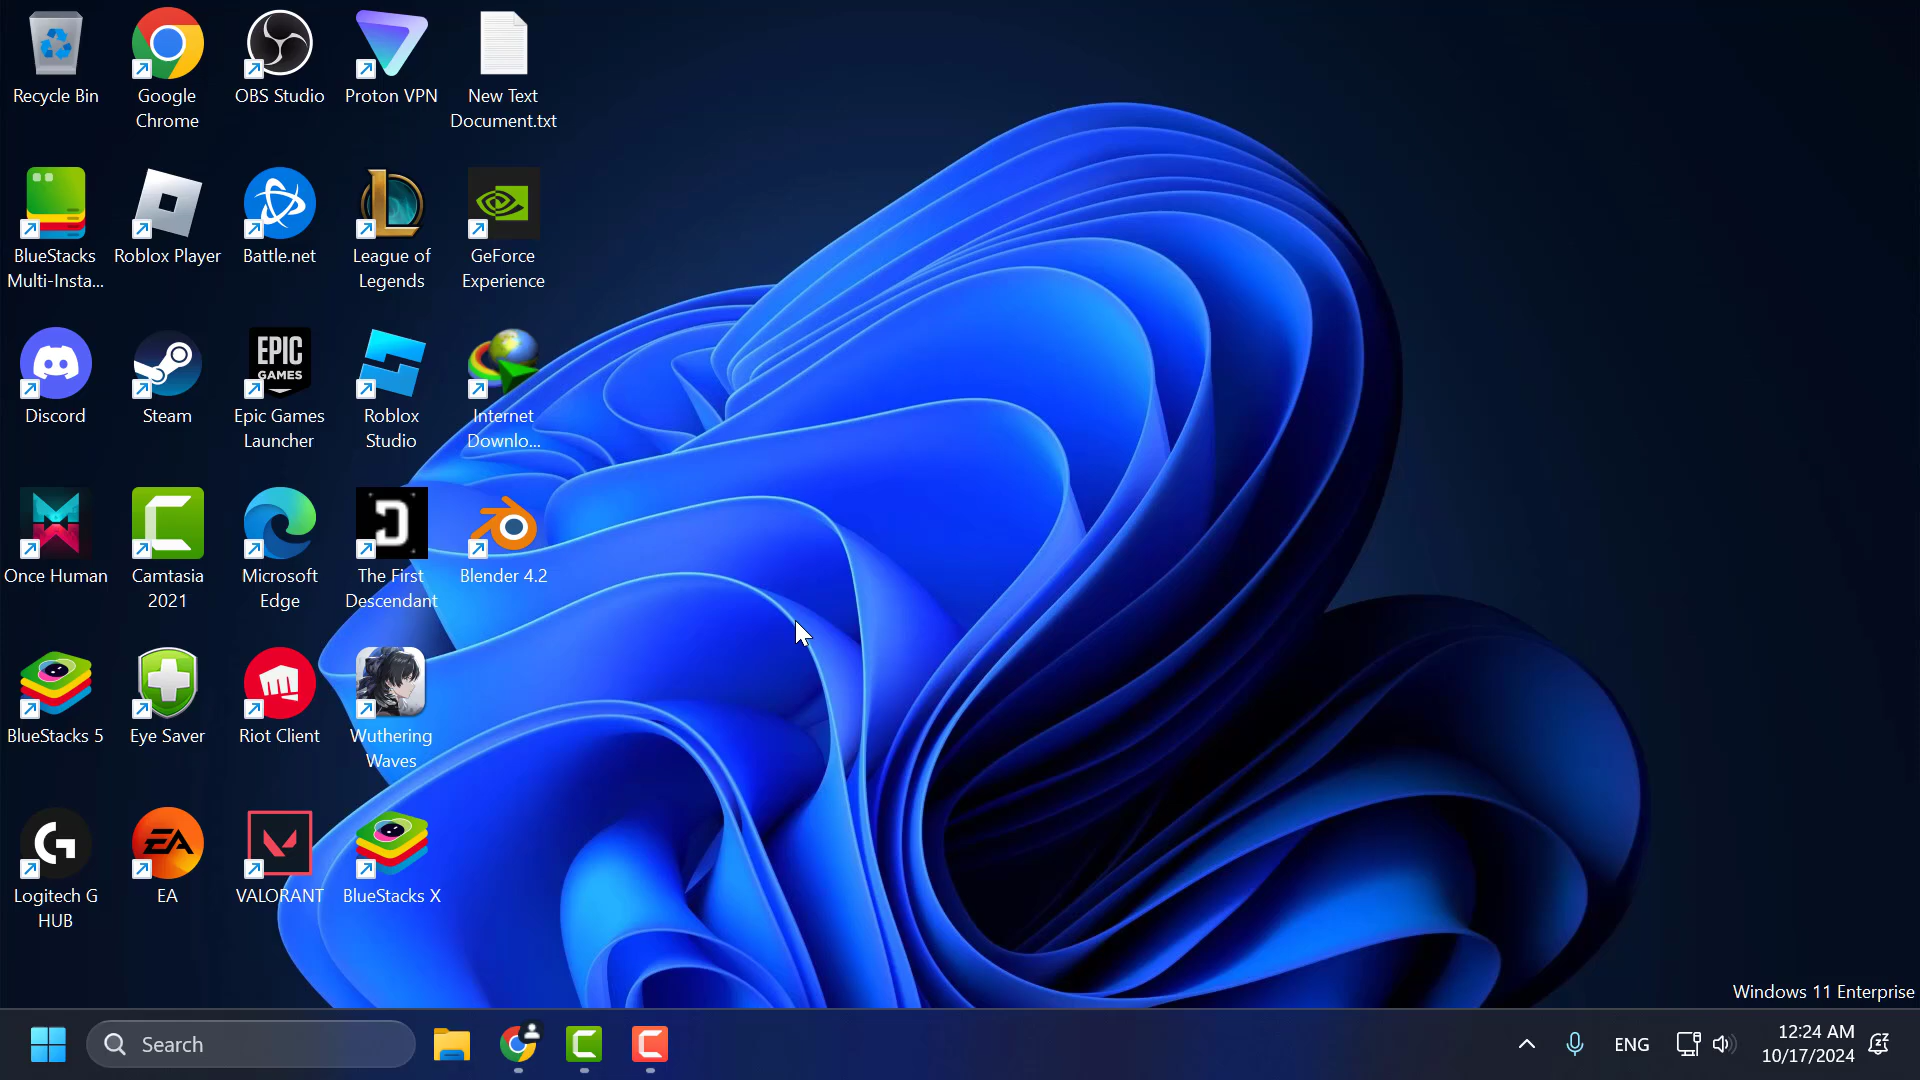 Recycle Bin
Google
Chrome
OBS Studio
Proton VPN
New Text
Document.txt
BlueStacks
Multi-Insta...
Roblox Player
Battle.net
League of
Legends
GeForce
Experience
Discord
Steam
EPIC
GAMES
Epic Games
Launcher
Roblox
Studio
Internet
Downlo...
Once Human
Camtasia
2021
Microsoft
Edge
The First
Descendant
Blender 4.2
BlueStacks 5
Eye Saver
Riot Client
Wuthering
Waves
Logitech G
HUB
EA
EA
VALORANT
BlueStacks X
Windows 11 Enterprise
Search
ENG
12:24 AM
10/17/2024